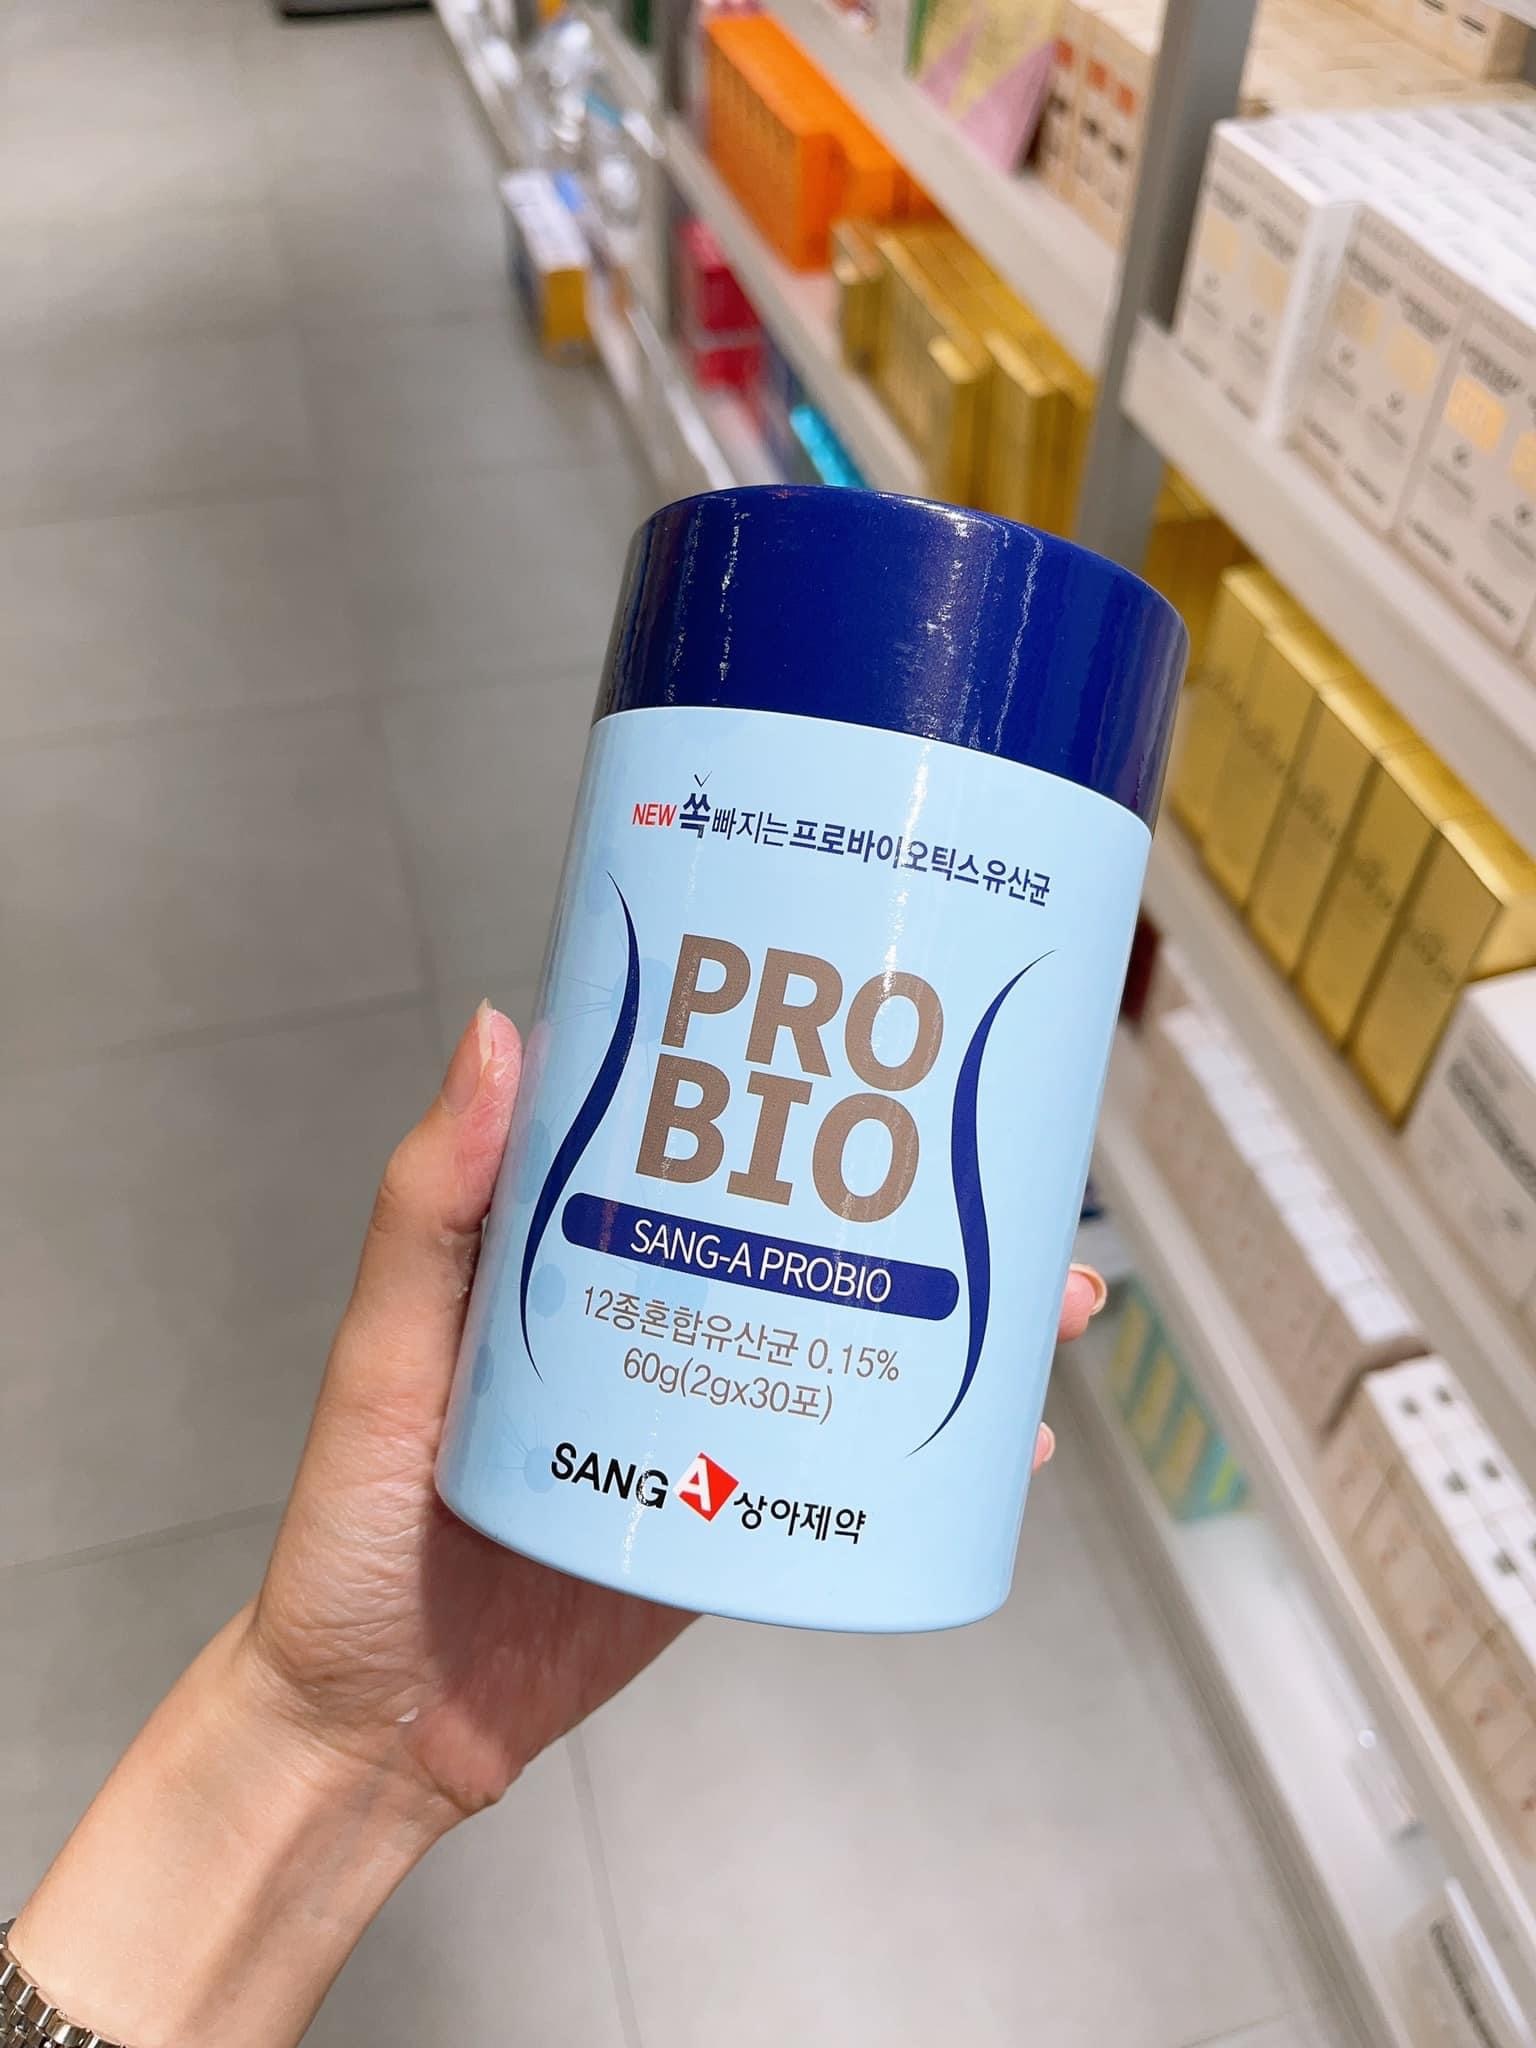 NEW 쏙 빠지는 프로바이오틱스유산균
PRO
BIO
SANG-A PROBIO
12종혼합유산균 0.15%
60g(2gx30포)
SANG A 상아제약